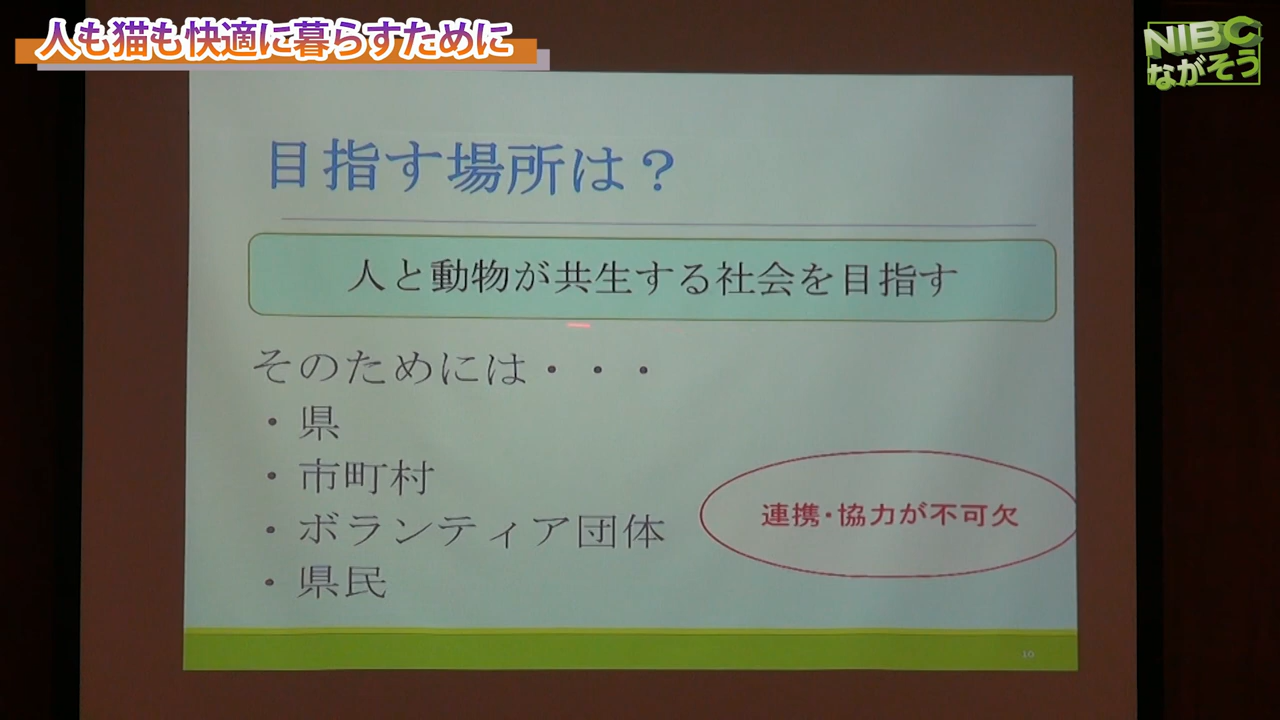 人も猫も快適に暮らすために
NIBC
ながそう
目指す場所は？
人と動物が共生する社会を目指す
そのためには・・・
・県
・市町村
・ボランティア団体
・県民
連携・協力が不可欠
10